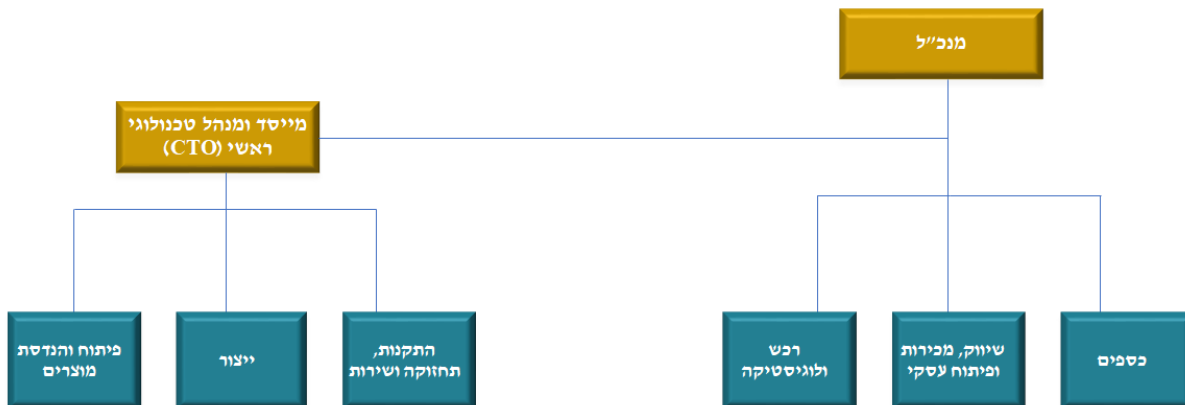 מנכ"ל
מייסד ומנהל טכנולוגי
ראשי (CTO)
כספים
שיווק, מכירות
ופיתוח עסקי
רכש
ולוגיסטיקה
התקנות,
תחזוקה ושירות
ייצור
פיתוח והנדסת
מוצרים